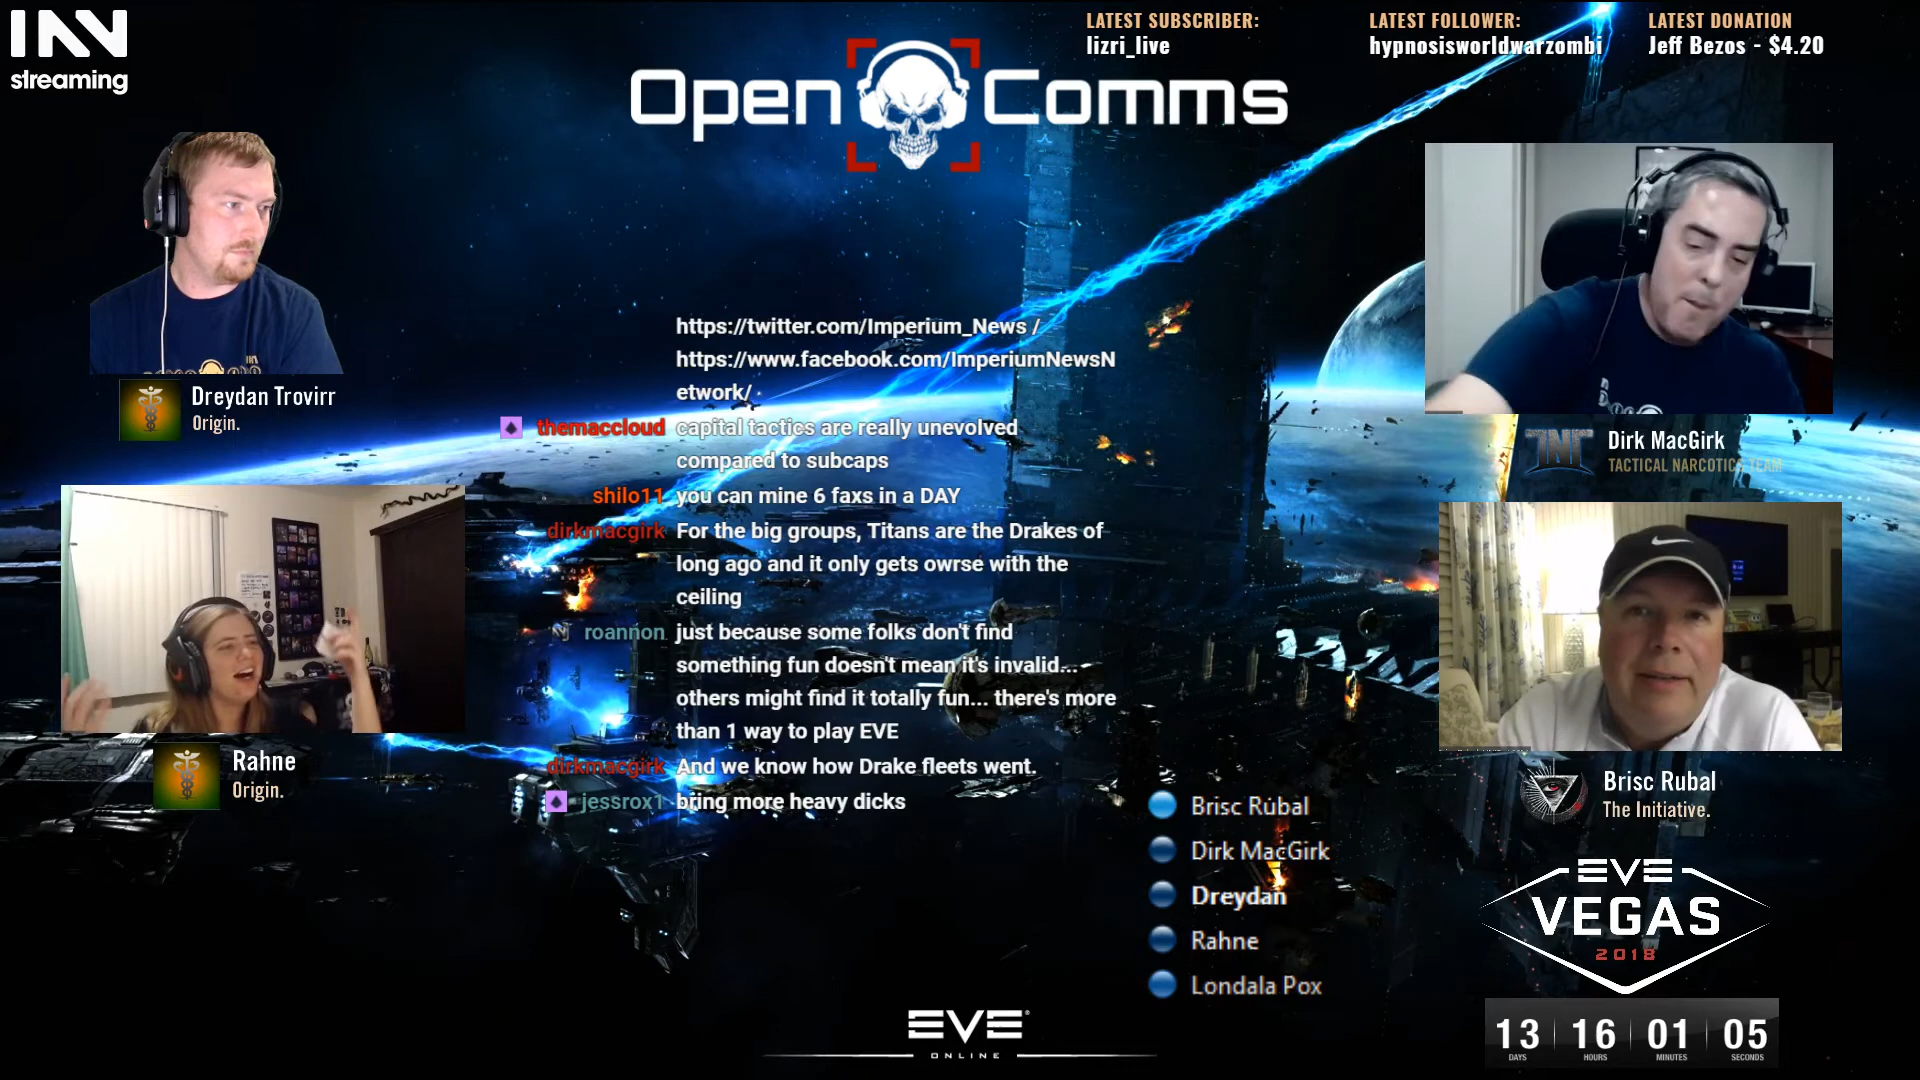 INN
streaming
Open Comms
LATEST SUBSCRIBER:
lizri_live
LATEST FOLLOWER:
hypnosisworldwarzombi
LATEST DONATION
Jeff Bezos - $4.20
Dreydan Trovirr
Origin.
Rahne
Origin.
https://twitter.com/Imperium_News /
https://www.facebook.com/ImperiumNewsN
etwork/
themaccloud capital tactics are really unevolved
compared to subcaps
shilo11 you can mine 6 faxs in a DAY
dirkmacgirk For the big groups, Titans are the Drakes of
long ago and it only gets owrse with the
ceiling
roannon just because some folks don't find
something fun doesn't mean it's invalid...
others might find it totally fun... there's more
than 1 way to play EVE
dirkmacgirk And we know how Drake fleets went.
jessrox1 bring more heavy dicks
TNT
Dirk MacGirk
TACTICAL NARCOTICS TEAM
Brisc Rubal
The Initiative.
Brisc Rubal
Dirk MacGirk
Dreydan
Rahne
Londala Pox
EVE
VEGAS
2018
13 16 01 05
DAYS HOURS MINUTES SECONDS
EVE
ONLINE